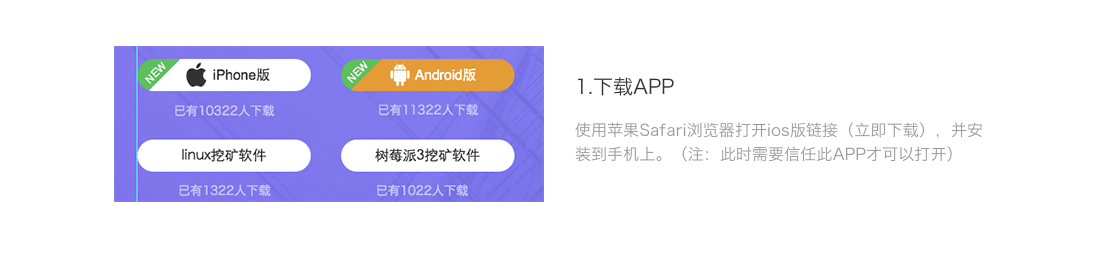 NEW iPhone版
NEW Android版
已有10322人下载
已有11322人下载
linux挖矿软件
树莓派3挖矿软件
已有1322人下载
已有1022人下载
1.下载APP
使用苹果Safari浏览器打开ios版链接（立即下载），并安
装到手机上。（注：此时需要信任此APP才可以打开）